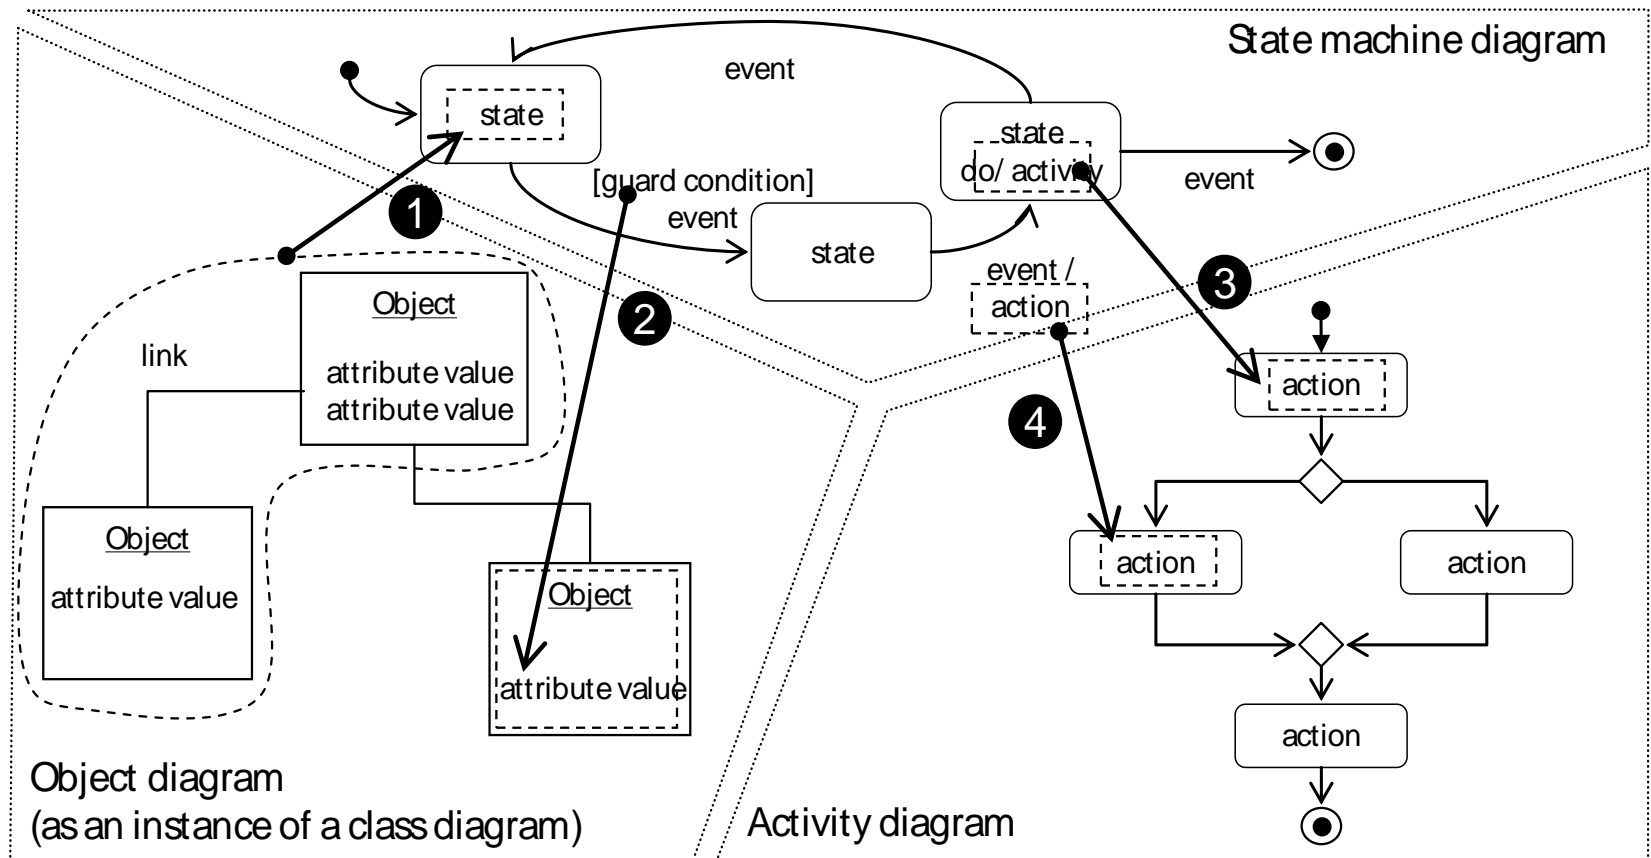 State machine diagram
event
state
state
do/ activity
event
[guard condition]
event
state
event /
action
1
2
3
4
Object
attribute value
attribute value
link
Object
attribute value
Object
attribute value
action
action
action
action
Object diagram
(as an instance of a class diagram)
Activity diagram